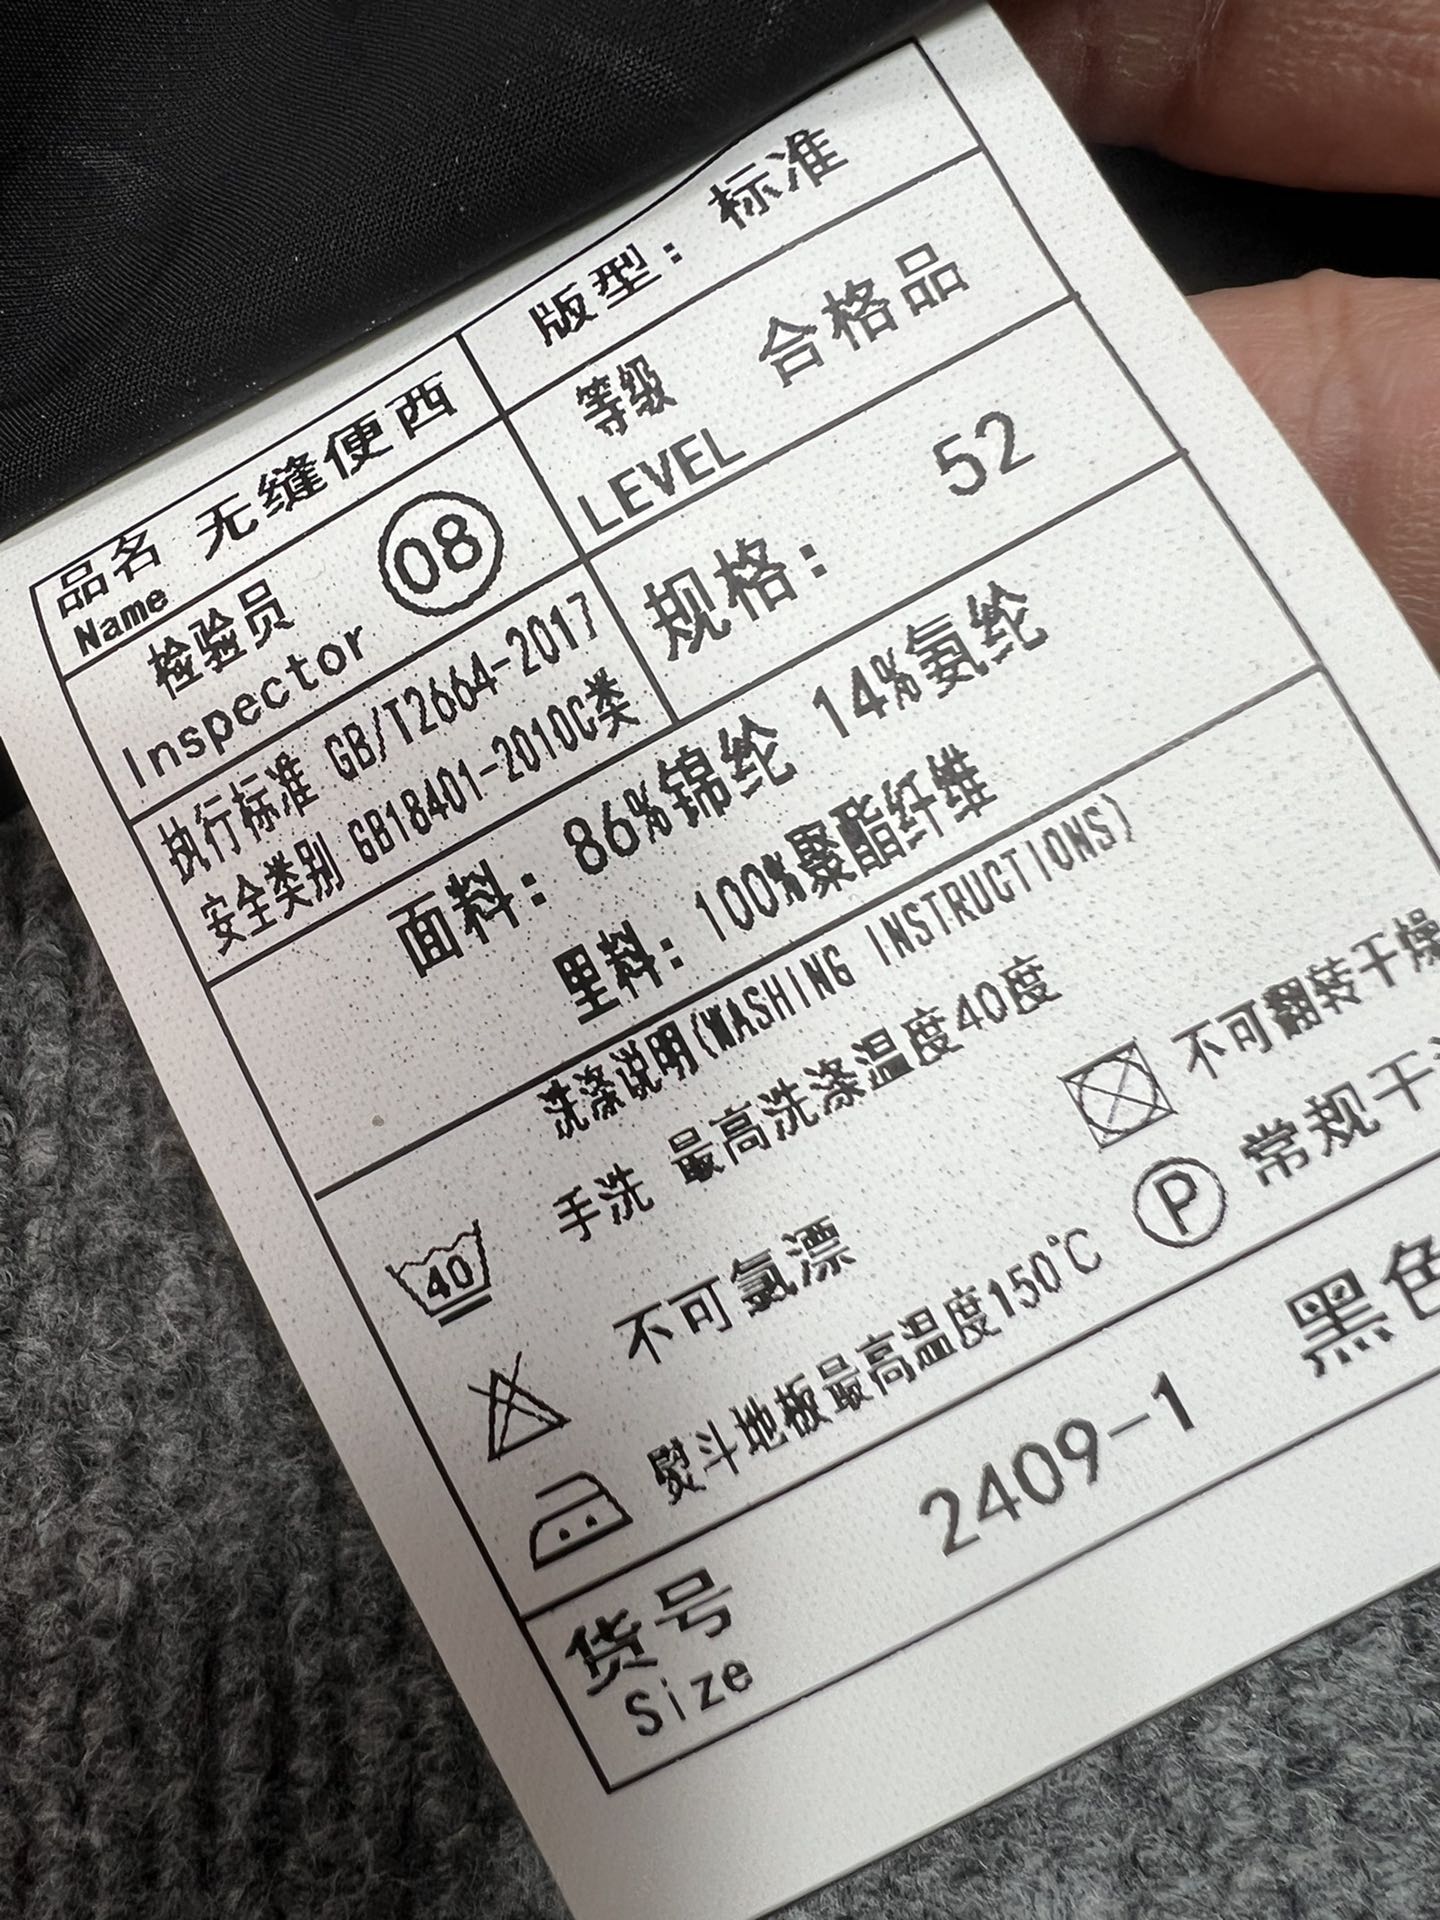 品名 无缝便西
Name
版型：标准
检验员 08
Inspector
等级 合格品
LEVEL
执行标准 GB/T2664-2017
安全类别 GB18401-2010C类
规格： 52
面料：86%锦纶 14%氨纶
里料：100%聚酯纤维
洗涤说明(WASHING INSTRUCTIONS)
40 手洗 最高洗涤温度40度
不可翻转干燥
不可氯漂
P 常规干
熨斗地板最高温度150℃
货号 2409-1 黑色
Size